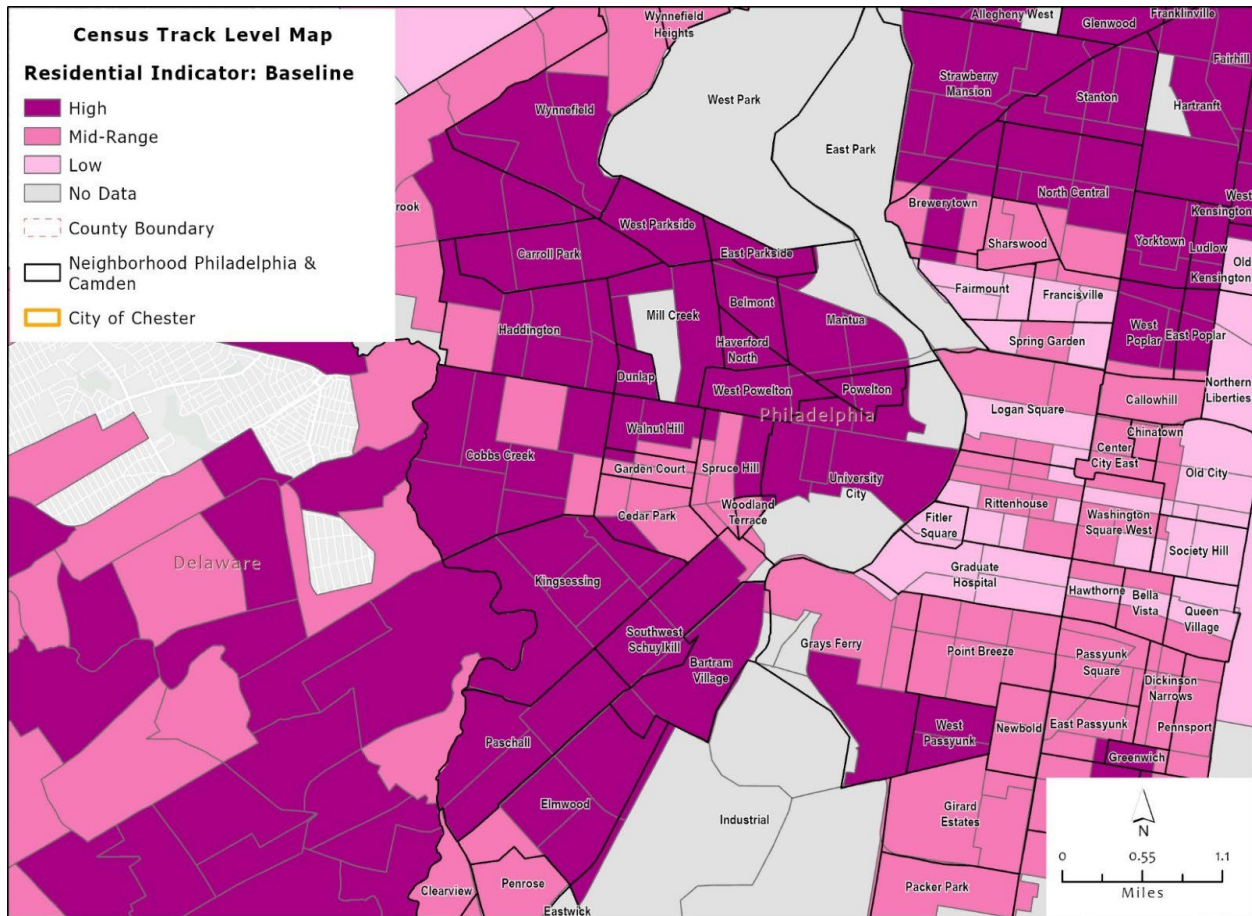 Census Track Level Map
Residential Indicator: Baseline
High
Mid-Range
Low
No Data
County Boundary
Neighborhood Philadelphia &
Camden
City of Chester
Wynnefield
Heights
Allegheny West
Glenwood
Franklinville
Fairhill
Strawberry
Mansion
Stanton
Hartranft
Wynnefield
West Park
East Park
rook
North Central
Brewerytown
West
Kensington
West Parkside
Carroll Park
East Parkside
Sharswood
Yorktown
Ludlow
Old
Kensington
Fairmount
Francisville
Belmont
Mantua
Mill Creek
Haddington
Haverford
North
Spring Garden
West
Poplar
East Poplar
Dunlap
West Powelton
Powelton
Northern
Liberties
Callowhill
Logan Square
Philadelphia
Walnut Hill
Chinatown
Center
City East
Cobbs Creek
Garden Court
Spruce Hill
Old City
University
City
Rittenhouse
Woodland
Terrace
Cedar Park
Fitler
Square
Washington
Square West
Society Hill
Delaware
Kingsessing
Graduate
Hospital
Hawthorne
Bella
Vista
Queen
Village
Southwest
Schuylkill
Grays Ferry
Point Breeze
Passyunk
Square
Bartram
Village
Dickinson
Narrows
Paschall
West
Passyunk
Newbold
East Passyunk
Pennsport
Greenwich
Elmwood
Industrial
Girard
Estates
Clearview
Penrose
Packer Park
Eastwick
N
0 0.55 1.1
Miles